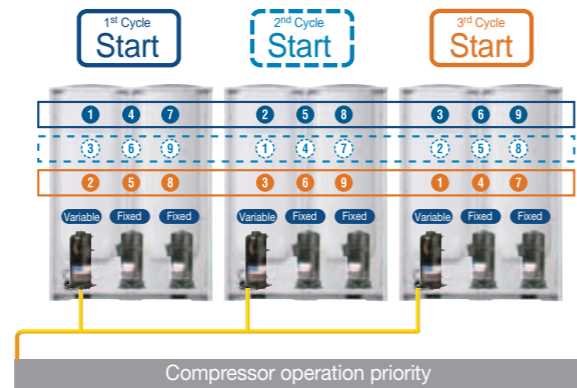 1st Cycle
Start
2nd Cycle
Start
3rd Cycle
Start
1 4 7 2 5 8 3 6 9
3 6 9 1 4 7 2 5 8
2 5 8 3 6 9 1 4 7
Variable Fixed Fixed Variable Fixed Fixed Variable Fixed Fixed
Compressor operation priority